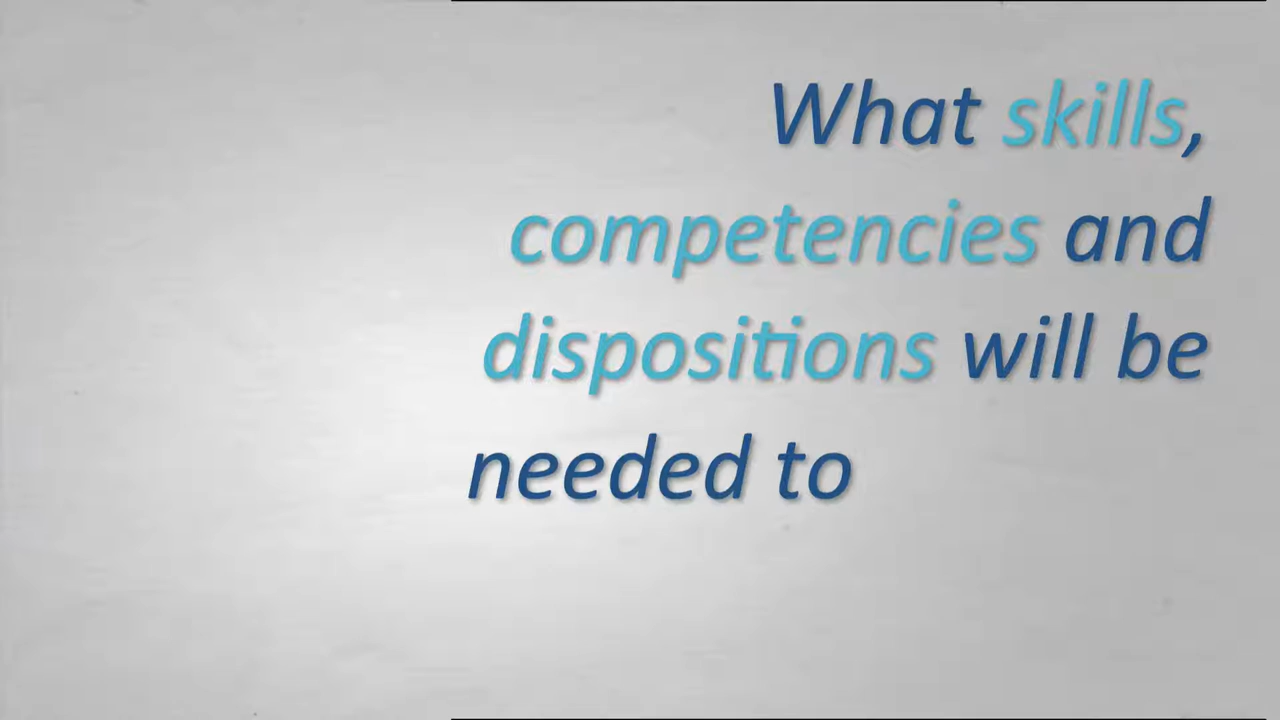 What skills,
competencies and
dispositions will be
needed to